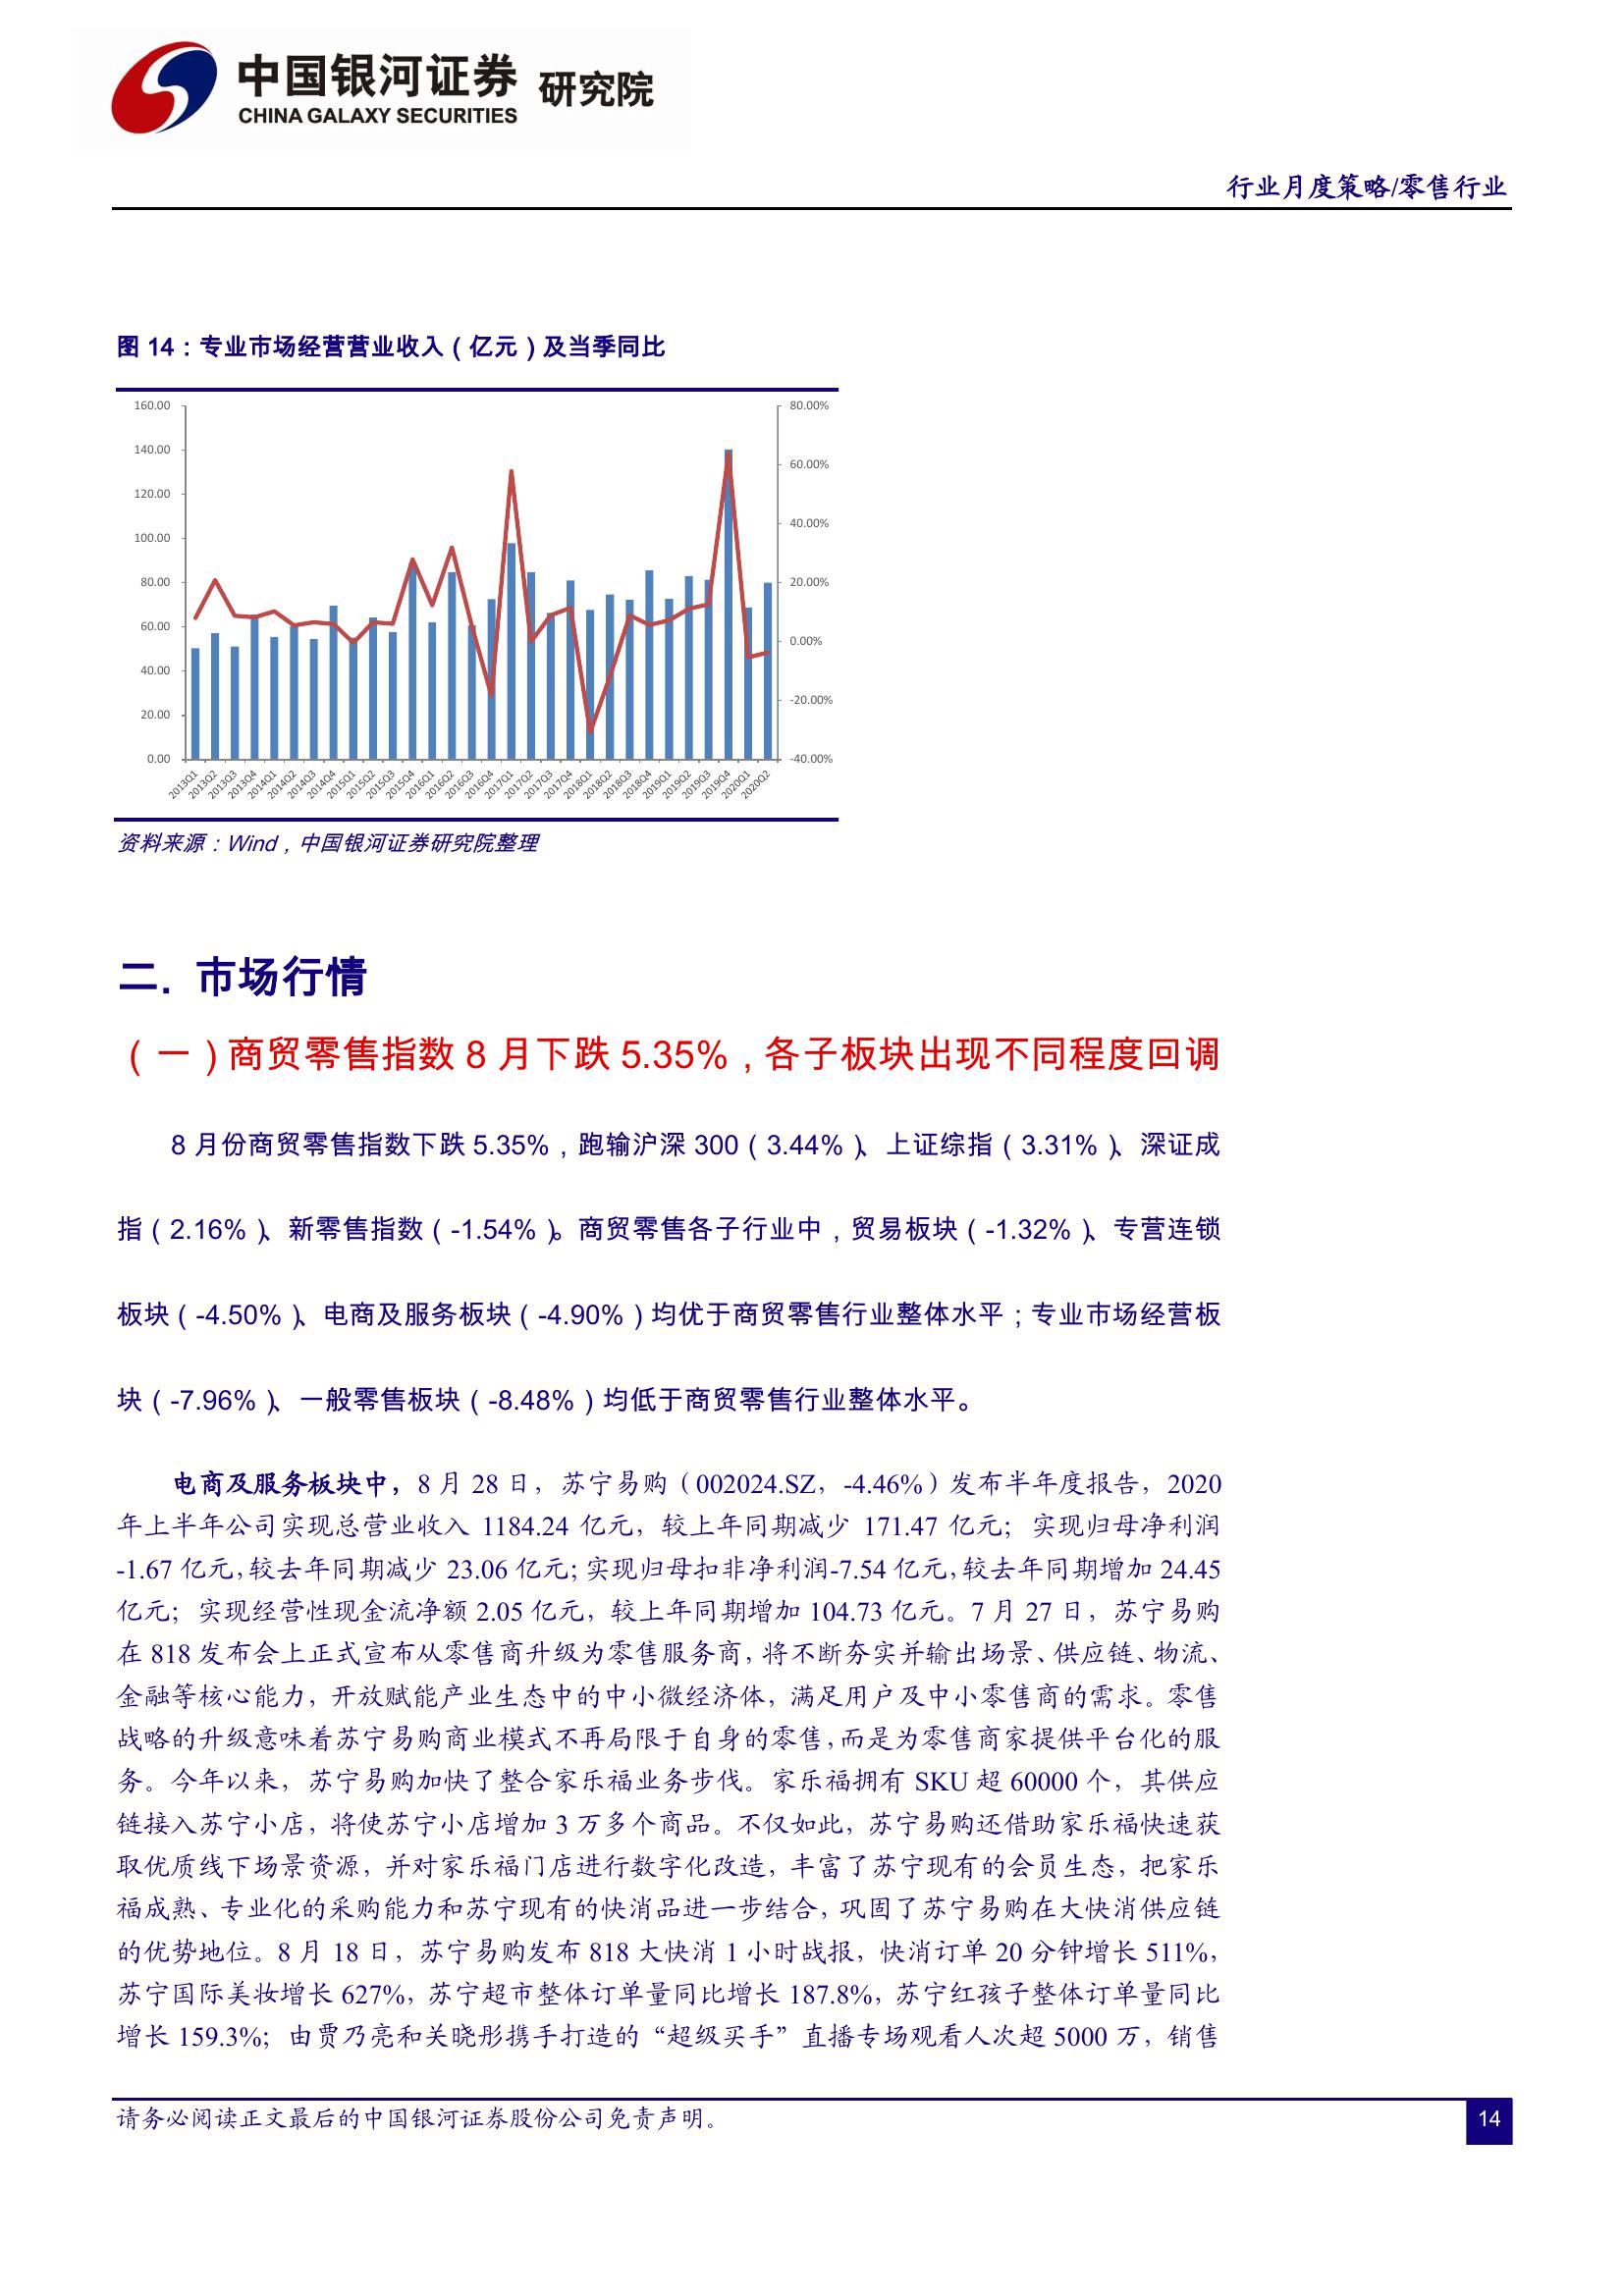 中国银河证券 研究院
CHINA GALAXY SECURITIES
行业月度策略/零售行业
图 14：专业市场经营营业收入（亿元）及当季同比
160.00
140.00
120.00
100.00
80.00
60.00
40.00
20.00
0.00
80.00%
60.00%
40.00%
20.00%
0.00%
-20.00%
-40.00%
2013Q1 2013Q2 2013Q3 2013Q4 2014Q1 2014Q2 2014Q3 2014Q4 2015Q1 2015Q2 2015Q3 2015Q4 2016Q1 2016Q2 2016Q3 2016Q4 2017Q1 2017Q2 2017Q3 2017Q4 2018Q1 2018Q2 2018Q3 2018Q4 2019Q1 2019Q2 2019Q3 2019Q4 2020Q1 2020Q2
资料来源：Wind，中国银河证券研究院整理
二. 市场行情
（一）商贸零售指数 8 月下跌 5.35%，各子板块出现不同程度回调
8 月份商贸零售指数下跌 5.35%，跑输沪深 300（3.44%）、上证综指（3.31%）、深证成
指（2.16%）、新零售指数（-1.54%）。商贸零售各子行业中，贸易板块（-1.32%）、专营连锁
板块（-4.50%）、电商及服务板块（-4.90%）均优于商贸零售行业整体水平；专业市场经营板
块（-7.96%）、一般零售板块（-8.48%）均低于商贸零售行业整体水平。
电商及服务板块中，8 月 28 日，苏宁易购（002024.SZ，-4.46%）发布半年度报告，2020
年上半年公司实现总营业收入 1184.24 亿元，较上年同期减少 171.47 亿元；实现归母净利润
-1.67 亿元，较去年同期减少 23.06 亿元；实现归母扣非净利润-7.54 亿元，较去年同期增加 24.45
亿元；实现经营性现金流净额 2.05 亿元，较上年同期增加 104.73 亿元。7 月 27 日，苏宁易购
在 818 发布会上正式宣布从零售商升级为零售服务商，将不断夯实并输出场景、供应链、物流、
金融等核心能力，开放赋能产业生态中的中小微经济体，满足用户及中小零售商的需求。零售
战略的升级意味着苏宁易购商业模式不再局限于自身的零售，而是为零售商家提供平台化的服
务。今年以来，苏宁易购加快了整合家乐福业务步伐。家乐福拥有 SKU 超 60000 个，其供应
链接入苏宁小店，将使苏宁小店增加 3 万多个商品。不仅如此，苏宁易购还借助家乐福快速获
取优质线下场景资源，并对家乐福门店进行数字化改造，丰富了苏宁现有的会员生态，把家乐
福成熟、专业化的采购能力和苏宁现有的快消品进一步结合，巩固了苏宁易购在大快消供应链
的优势地位。8 月 18 日，苏宁易购发布 818 大快消 1 小时战报，快消订单 20 分钟增长 511%，
苏宁国际美妆增长 627%，苏宁超市整体订单量同比增长 187.8%，苏宁红孩子整体订单量同比
增长 159.3%；由贾乃亮和关晓彤携手打造的“超级买手”直播专场观看人次超 5000 万，销售
请务必阅读正文最后的中国银河证券股份公司免责声明。
14